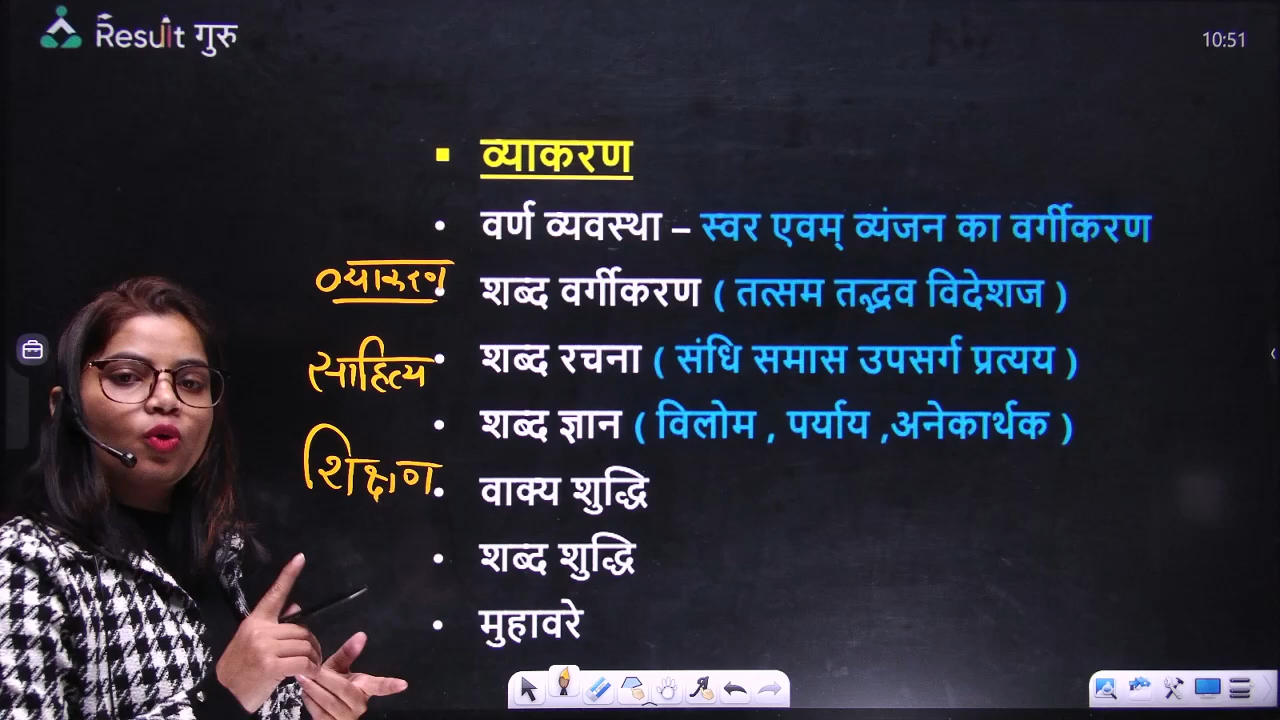 Result गुरु
10:51
▪ व्याकरण
• वर्ण व्यवस्था – स्वर एवम् व्यंजन का वर्गीकरण
व्याकरण
• शब्द वर्गीकरण ( तत्सम तद्भव विदेशज )
साहित्य
• शब्द रचना ( संधि समास उपसर्ग प्रत्यय )
• शब्द ज्ञान ( विलोम , पर्याय ,अनेकार्थक )
शिक्षण
• वाक्य शुद्धि
• शब्द शुद्धि
• मुहावरे